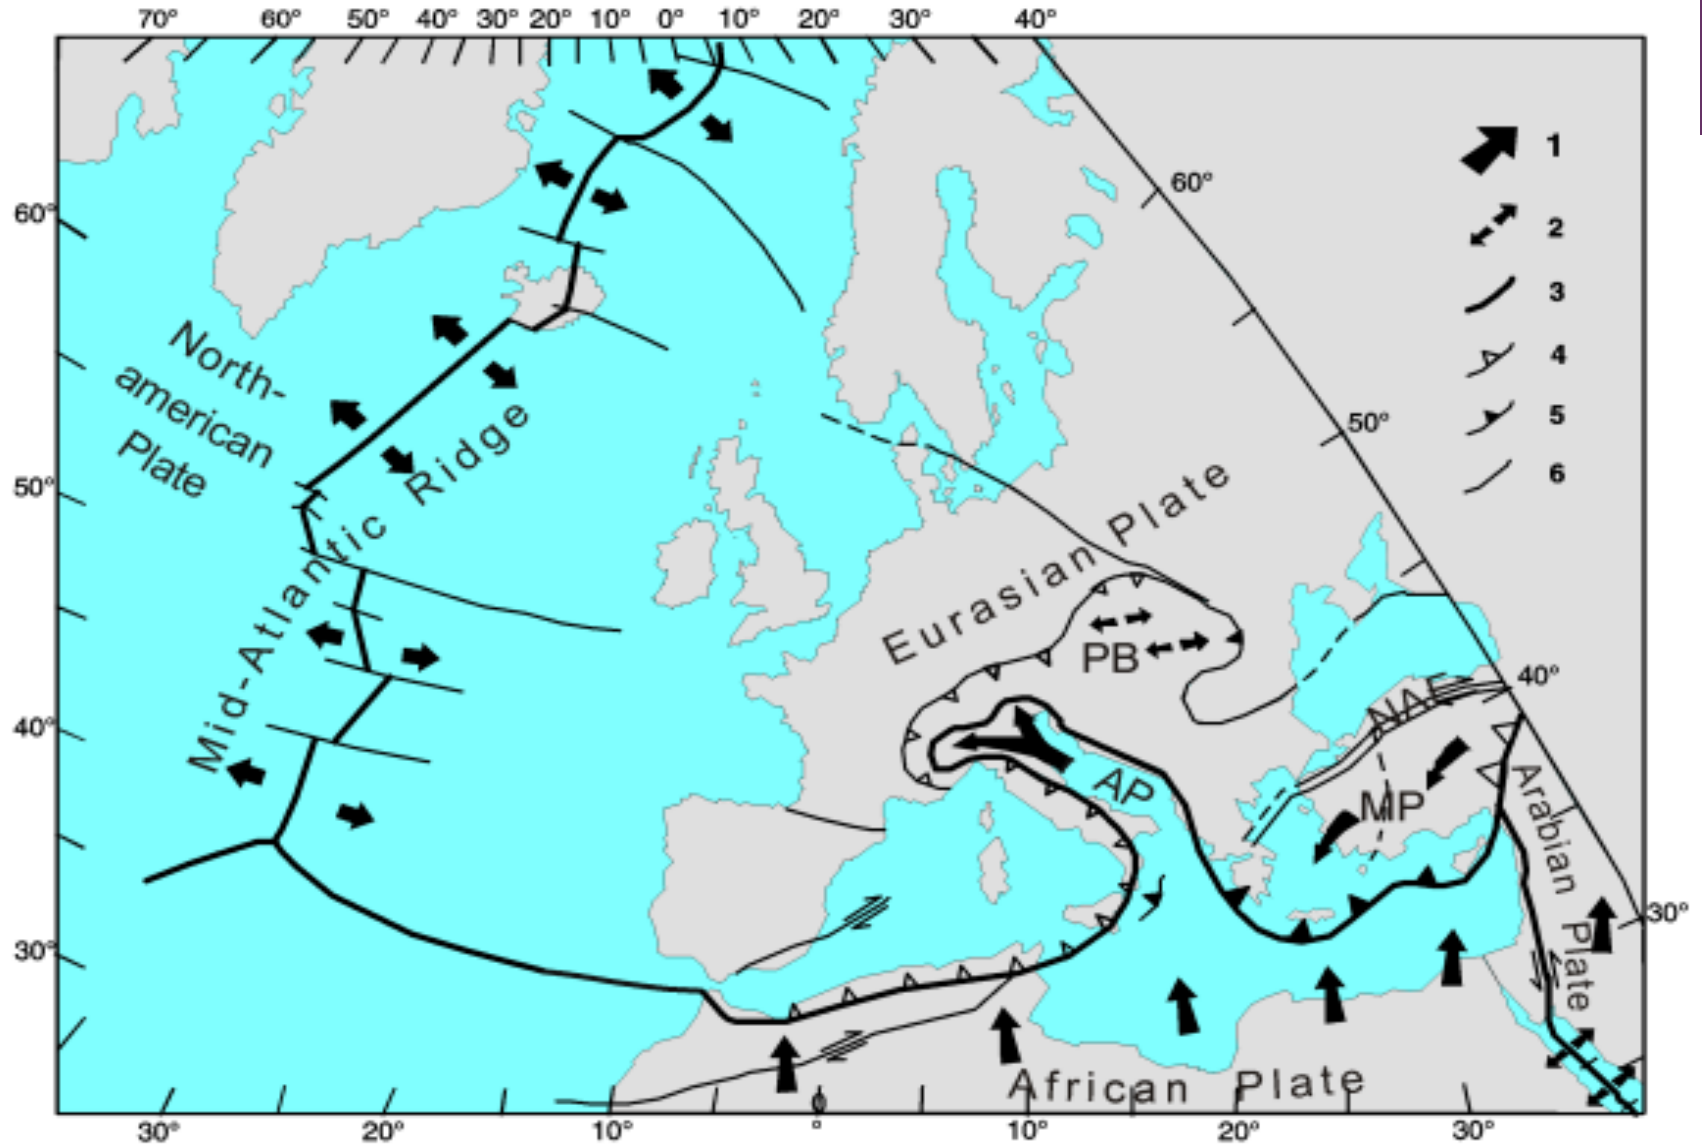 70° 60° 50° 40° 30° 20° 10° 0° 10° 20° 30° 40°
1
2
3
4
5
6
60°
50°
40°
30°
60°
50°
40°
30°
North-
american
Plate
Mid-Atlantic Ridge
Eurasian Plate
PB
NAF
AP
MP
Arabian Plate
African Plate
30° 20° 10° 0° 10° 20° 30°